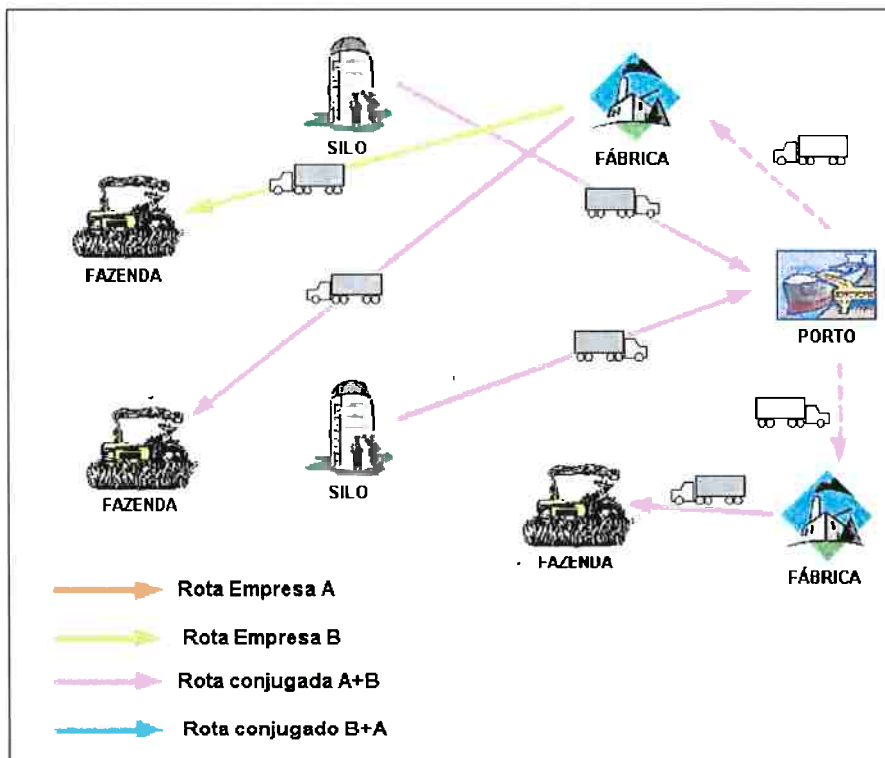 SILO
FÁBRICA
FAZENDA
PORTO
FAZENDA
SILO
FAZENDA
FÁBRICA
Rota Empresa A
Rota Empresa B
Rota conjugada A+B
Rota conjugado B+A